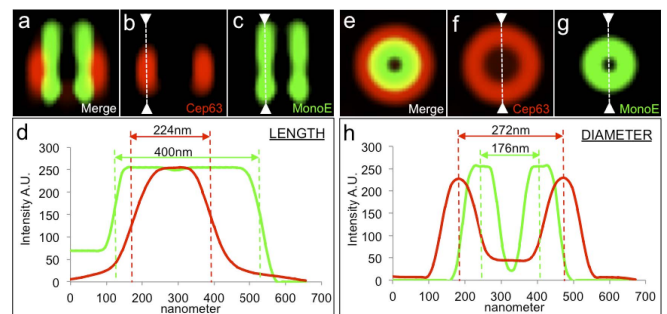 a
Merge
b
Cep63
c
MonoE
e
Merge
f
Cep63
g
MonoE
d
LENGTH
224nm
400nm
Intensity A.U.
300
250
200
150
100
50
0
0 100 200 300 400 500 600 700
nanometer
h
DIAMETER
272nm
176nm
Intensity A.U.
300
250
200
150
100
50
0
0 100 200 300 400 500 600 700
nanometer